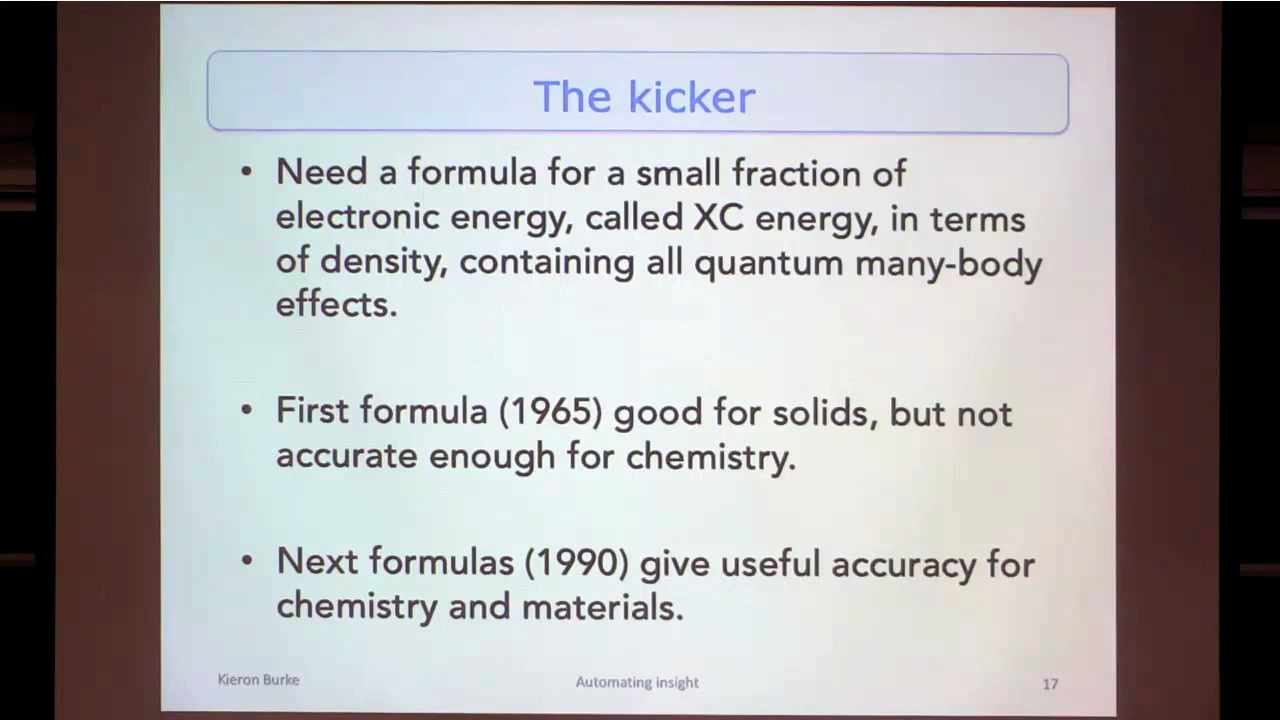 The kicker
• Need a formula for a small fraction of
electronic energy, called XC energy, in terms
of density, containing all quantum many-body
effects.
• First formula (1965) good for solids, but not
accurate enough for chemistry.
• Next formulas (1990) give useful accuracy for
chemistry and materials.
Kieron Burke
Automating insight
17